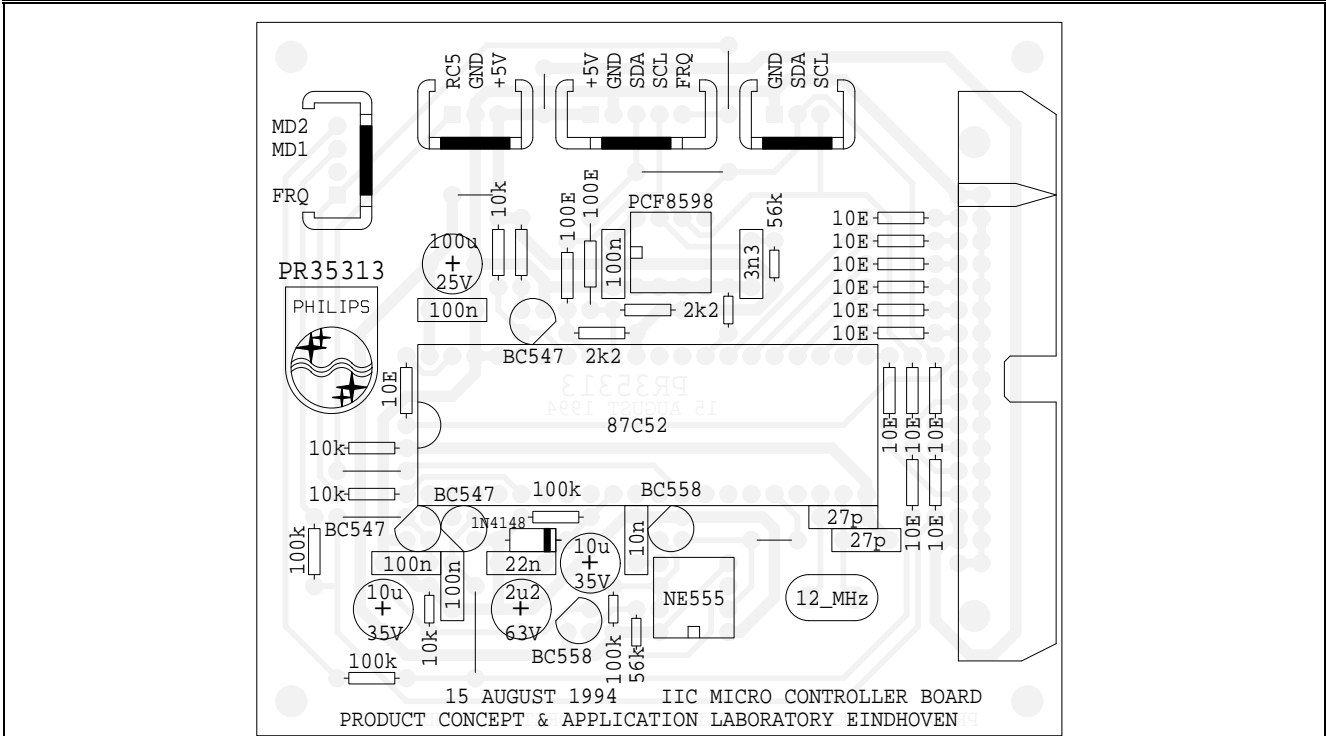 RC5
GND
+5V
+5V
GND
SDA
SCL
FRQ
GND
SDA
SCL
MD2
MD1
FRQ
10k
100E
100E
PCF8598
56k
10E
10E
10E
10E
10E
10E
100u
+
25V
100n
3n3
PR35313
PHILIPS
100n
2k2
BC547
2k2
10E
PR35313
15 AUGUST 1994
87C52
10E
10E
10E
10k
10k
BC547
100k
BC558
BC547
1N4148
27p
27p
10E
10E
100k
100n
100n
22n
10u
+
35V
10n
10u
+
35V
10k
2u2
+
63V
NE555
12_MHz
BC558
100k
56k
100k
15 AUGUST 1994 IIC MICRO CONTROLLER BOARD
PRODUCT CONCEPT & APPLICATION LABORATORY EINDHOVEN